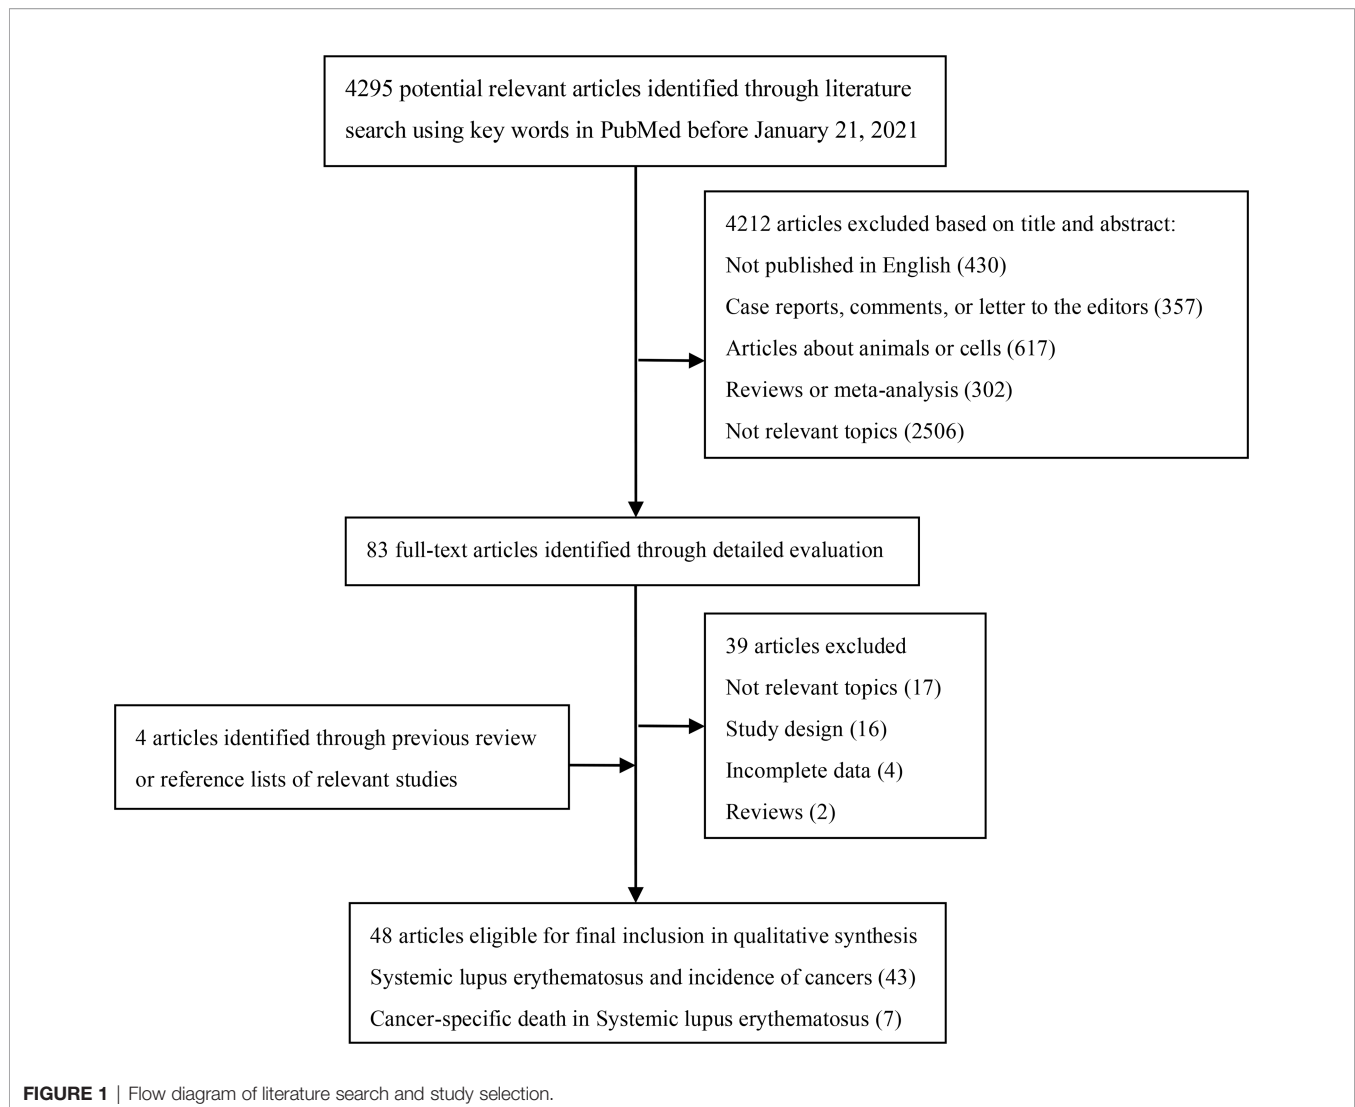 4295 potential relevant articles identified through literature
search using key words in PubMed before January 21, 2021
4212 articles excluded based on title and abstract:
Not published in English (430)
Case reports, comments, or letter to the editors (357)
Articles about animals or cells (617)
Reviews or meta-analysis (302)
Not relevant topics (2506)
83 full-text articles identified through detailed evaluation
39 articles excluded
Not relevant topics (17)
Study design (16)
Incomplete data (4)
Reviews (2)
4 articles identified through previous review
or reference lists of relevant studies
48 articles eligible for final inclusion in qualitative synthesis
Systemic lupus erythematosus and incidence of cancers (43)
Cancer-specific death in Systemic lupus erythematosus (7)
FIGURE 1 | Flow diagram of literature search and study selection.